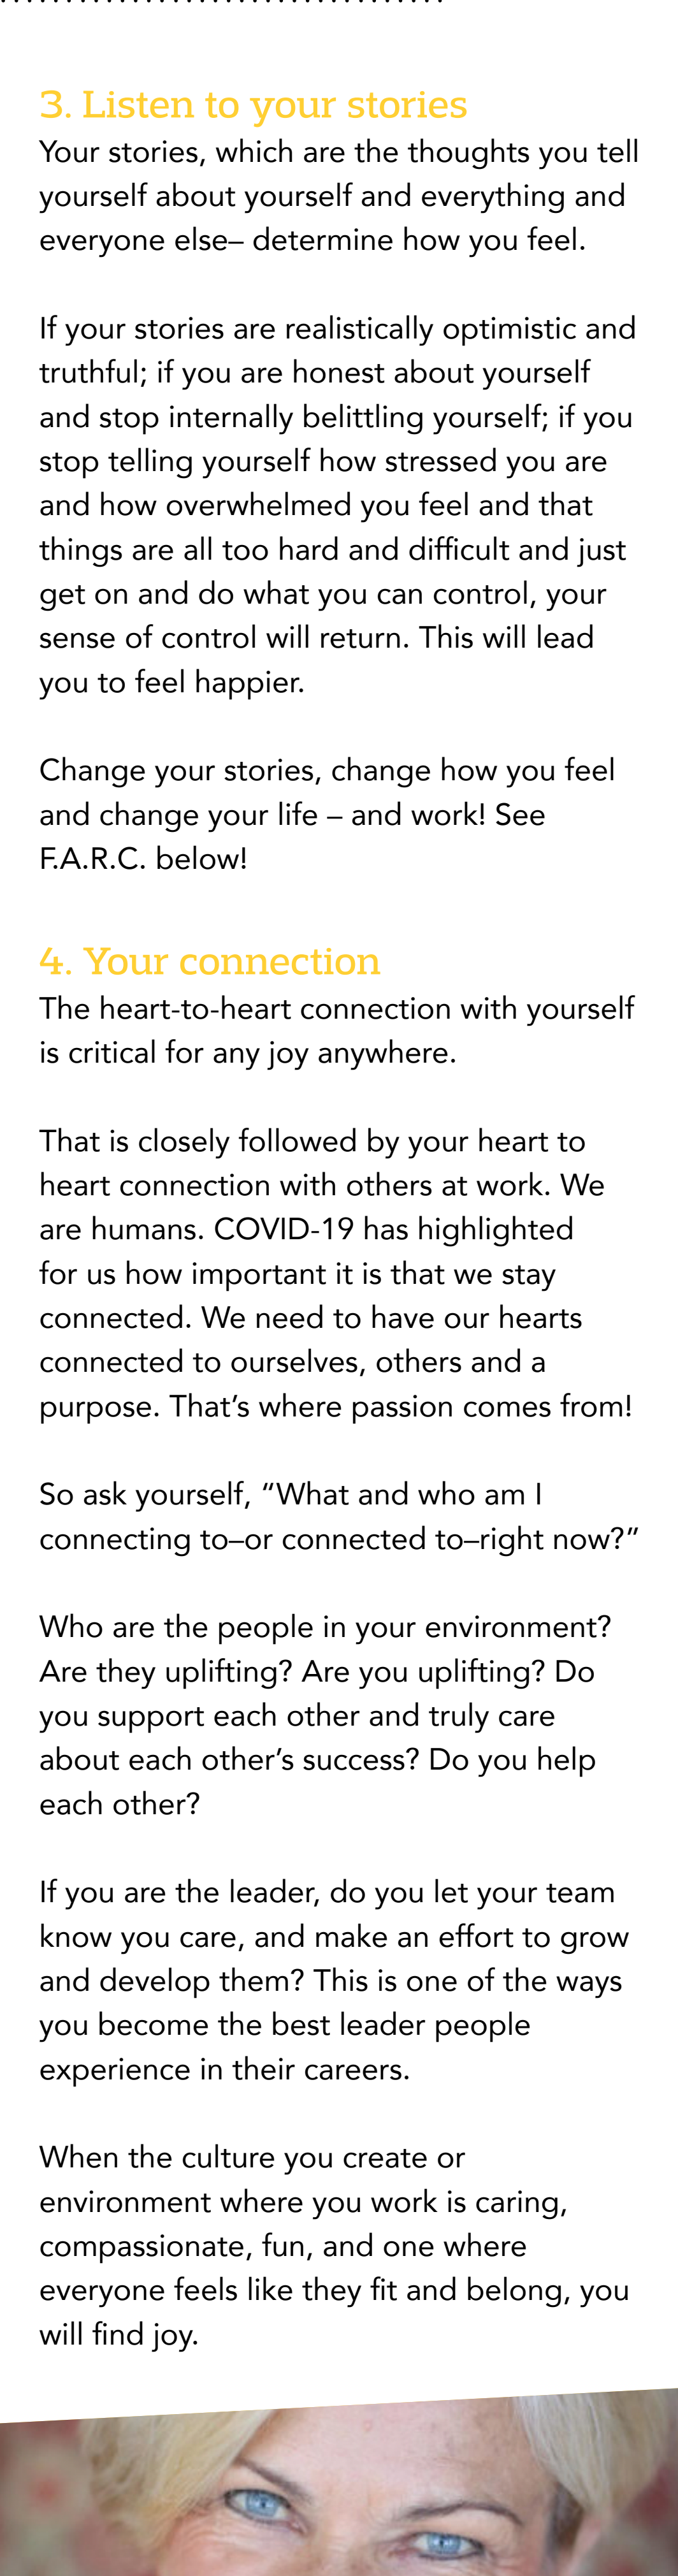 3. Listen to your stories
Your stories, which are the thoughts you tell
yourself about yourself and everything and
everyone else– determine how you feel.
If your stories are realistically optimistic and
truthful; if you are honest about yourself
and stop internally belittling yourself; if you
stop telling yourself how stressed you are
and how overwhelmed you feel and that
things are all too hard and difficult and just
get on and do what you can control, your
sense of control will return. This will lead
you to feel happier.
Change your stories, change how you feel
and change your life – and work! See
F.A.R.C. below!
4. Your connection
The heart-to-heart connection with yourself
is critical for any joy anywhere.
That is closely followed by your heart to
heart connection with others at work. We
are humans. COVID-19 has highlighted
for us how important it is that we stay
connected. We need to have our hearts
connected to ourselves, others and a
purpose. That’s where passion comes from!
So ask yourself, “What and who am I
connecting to–or connected to–right now?”
Who are the people in your environment?
Are they uplifting? Are you uplifting? Do
you support each other and truly care
about each other’s success? Do you help
each other?
If you are the leader, do you let your team
know you care, and make an effort to grow
and develop them? This is one of the ways
you become the best leader people
experience in their careers.
When the culture you create or
environment where you work is caring,
compassionate, fun, and one where
everyone feels like they fit and belong, you
will find joy.